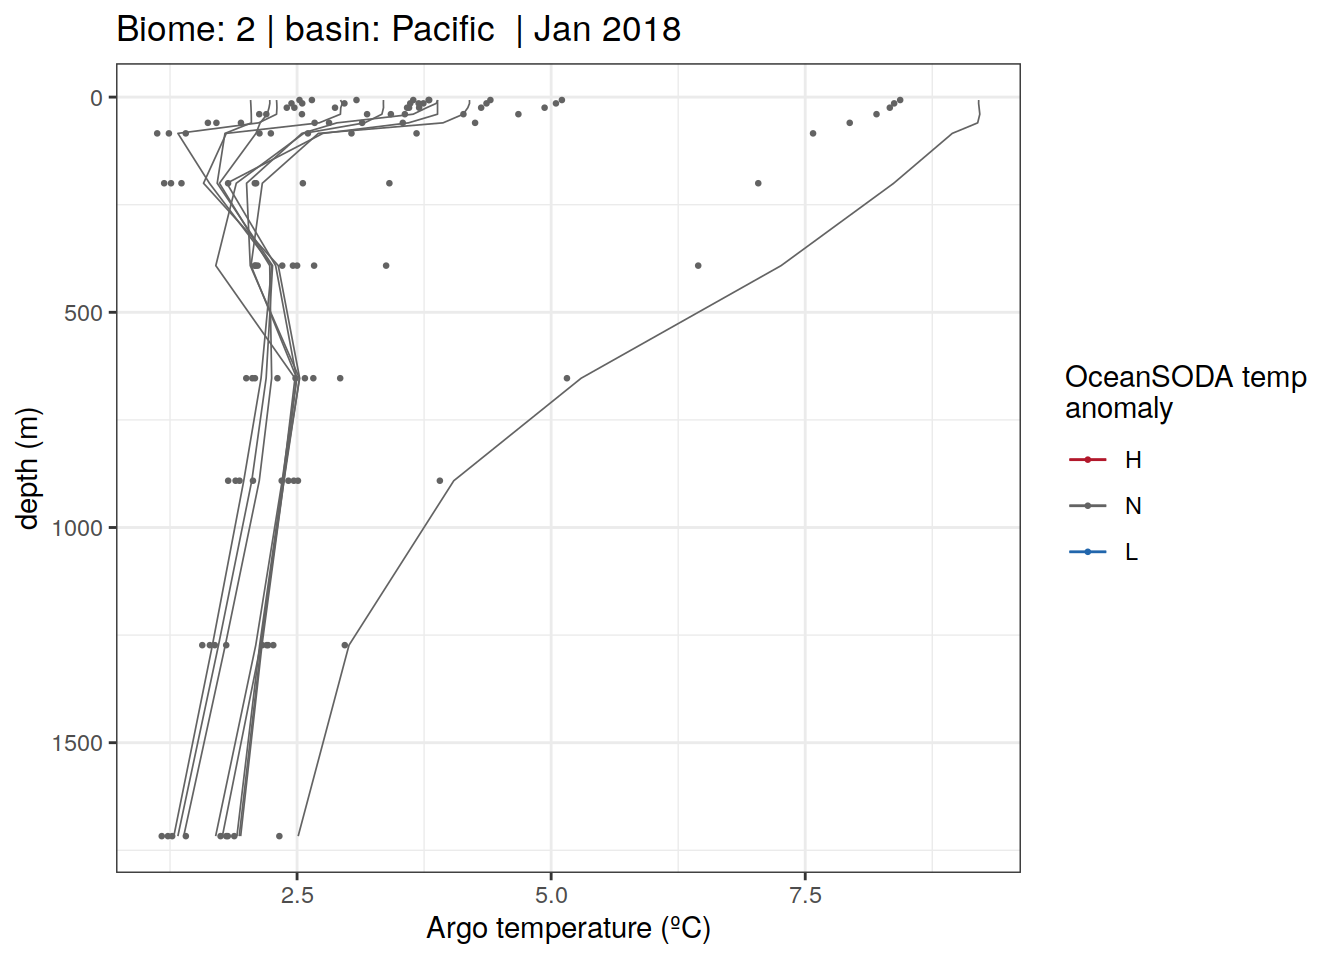 Biome: 2 | basin: Pacific  | Jan 2018
0
500
1000
1500
depth (m)
2.5
5.0
7.5
Argo temperature (ºC)
OceanSODA temp
anomaly
H
N
L